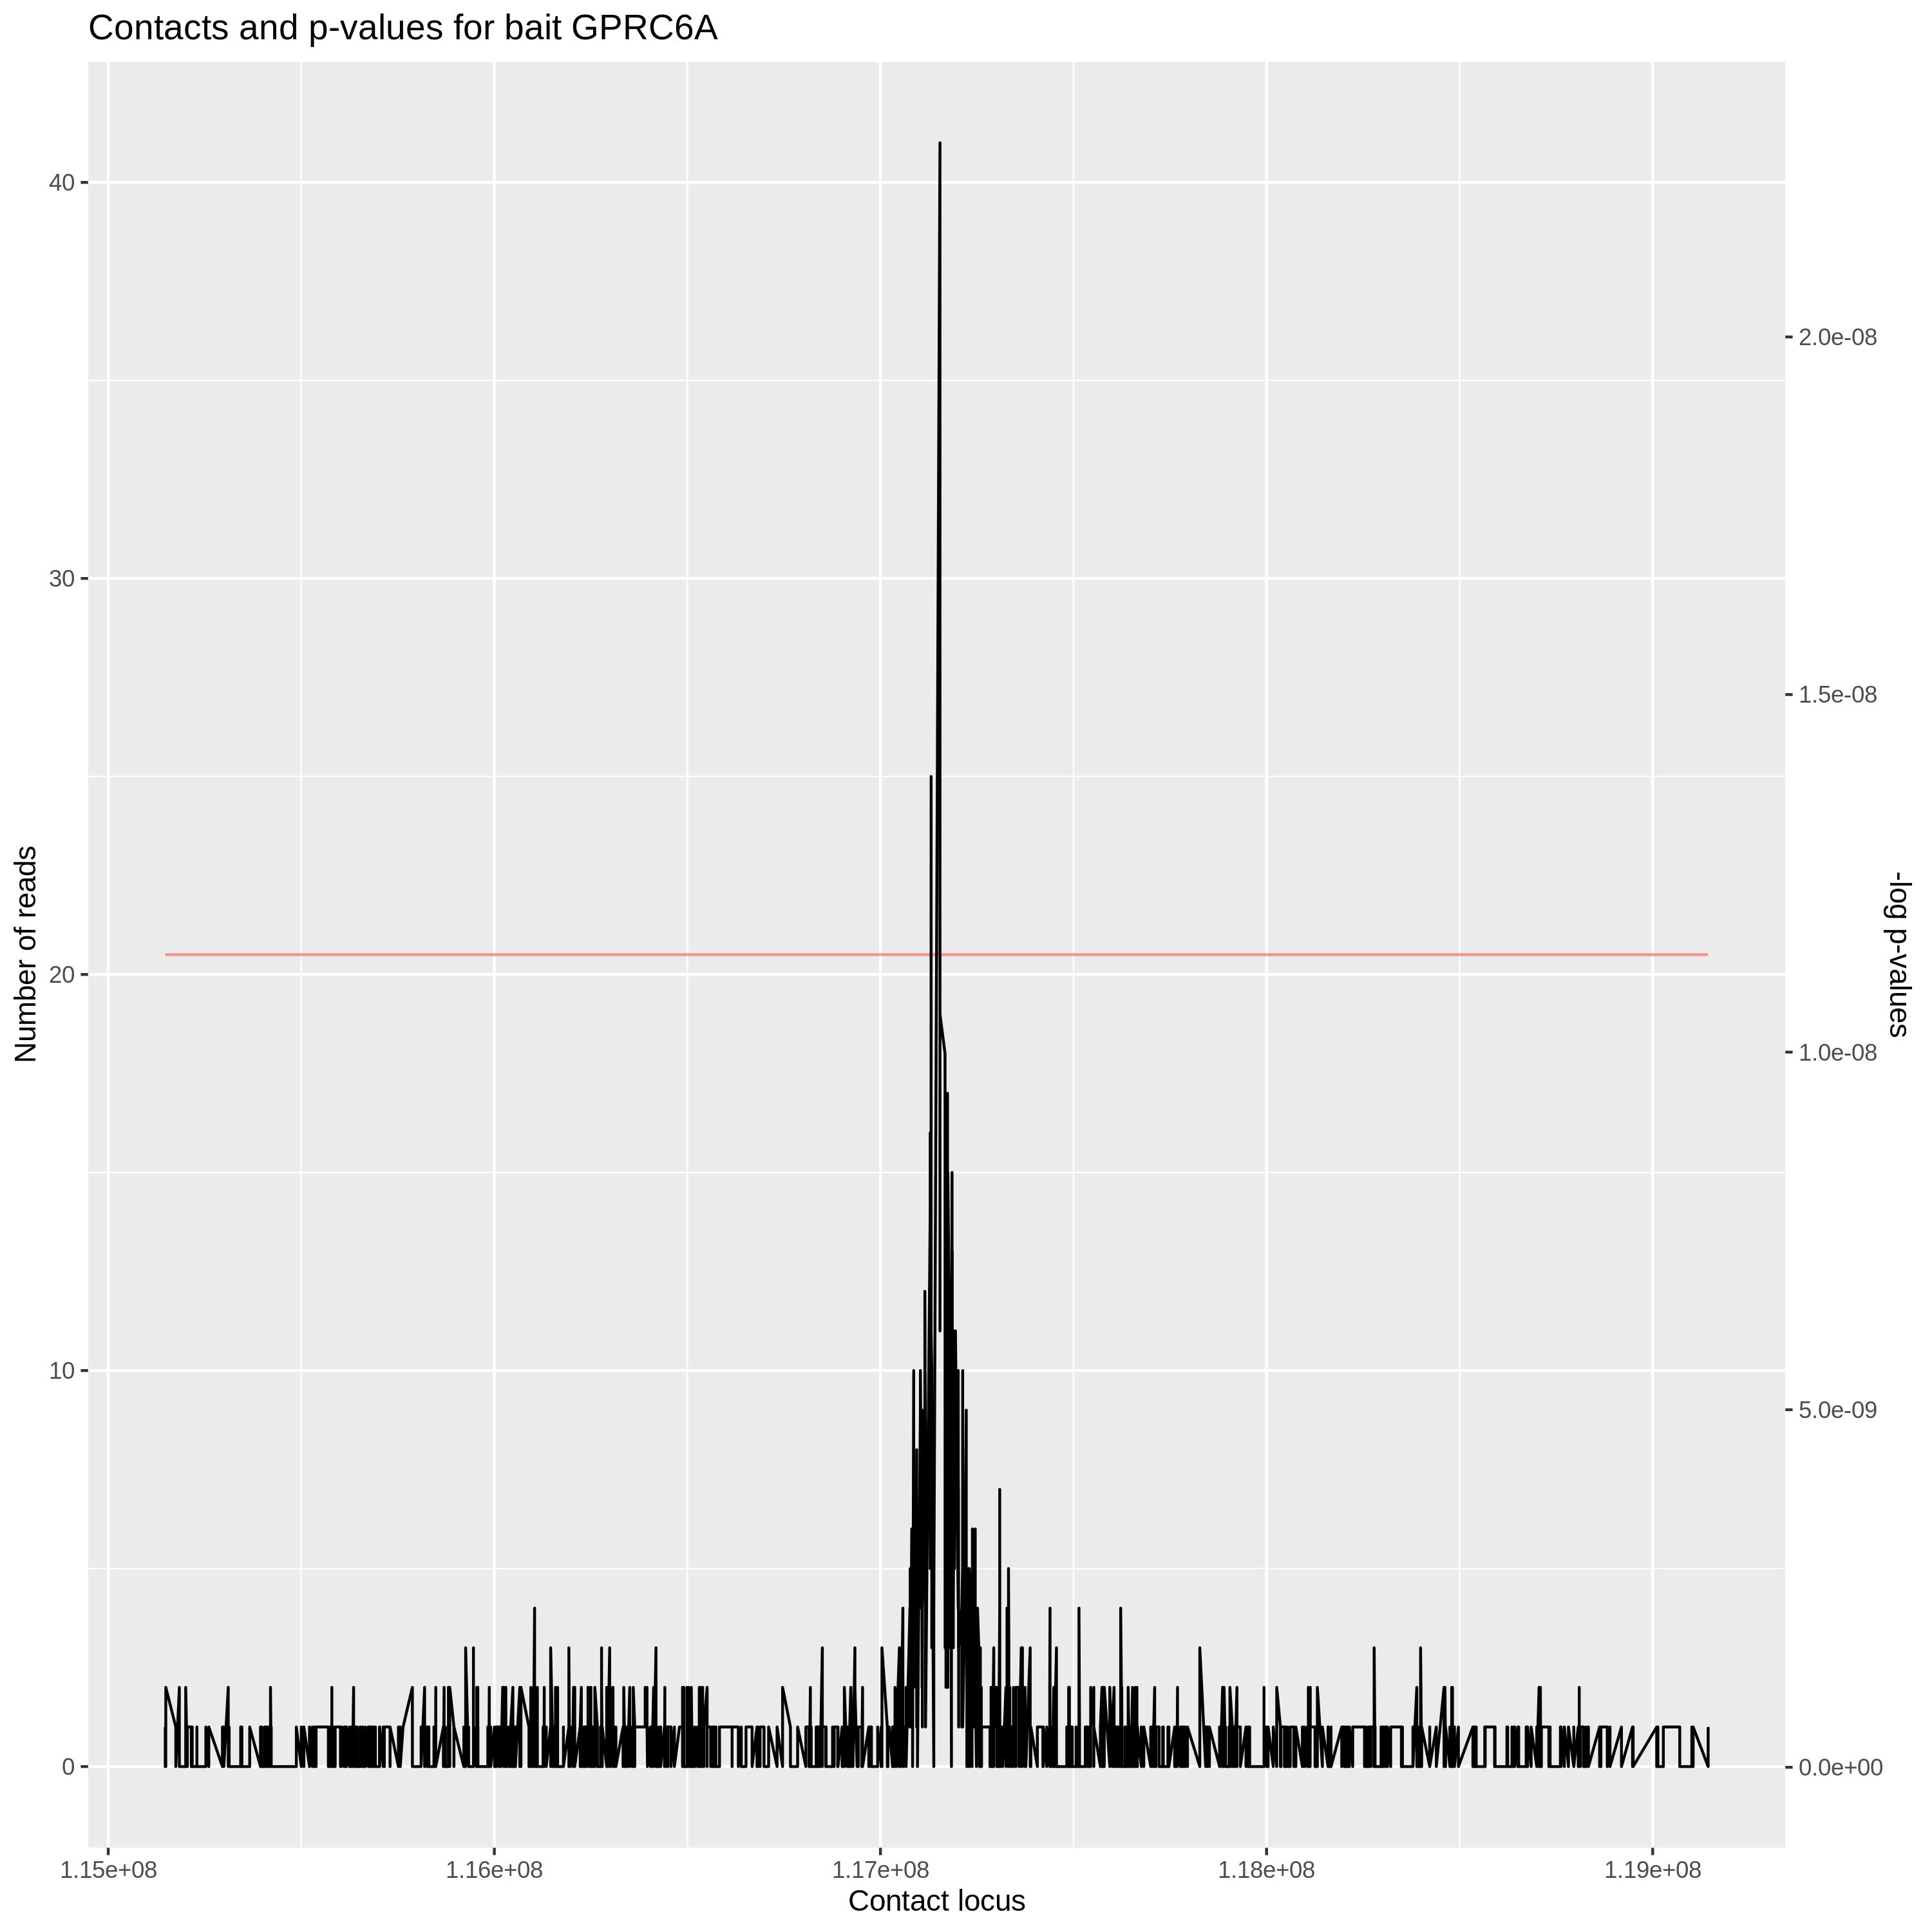 Contacts and p-values for bait GPRC6A
40
30
20
10
0
Number of reads
2.0e-08
1.5e-08
1.0e-08
5.0e-09
0.0e+00
-log p-values
1.15e+08 1.16e+08 1.17e+08 1.18e+08 1.19e+08
Contact locus